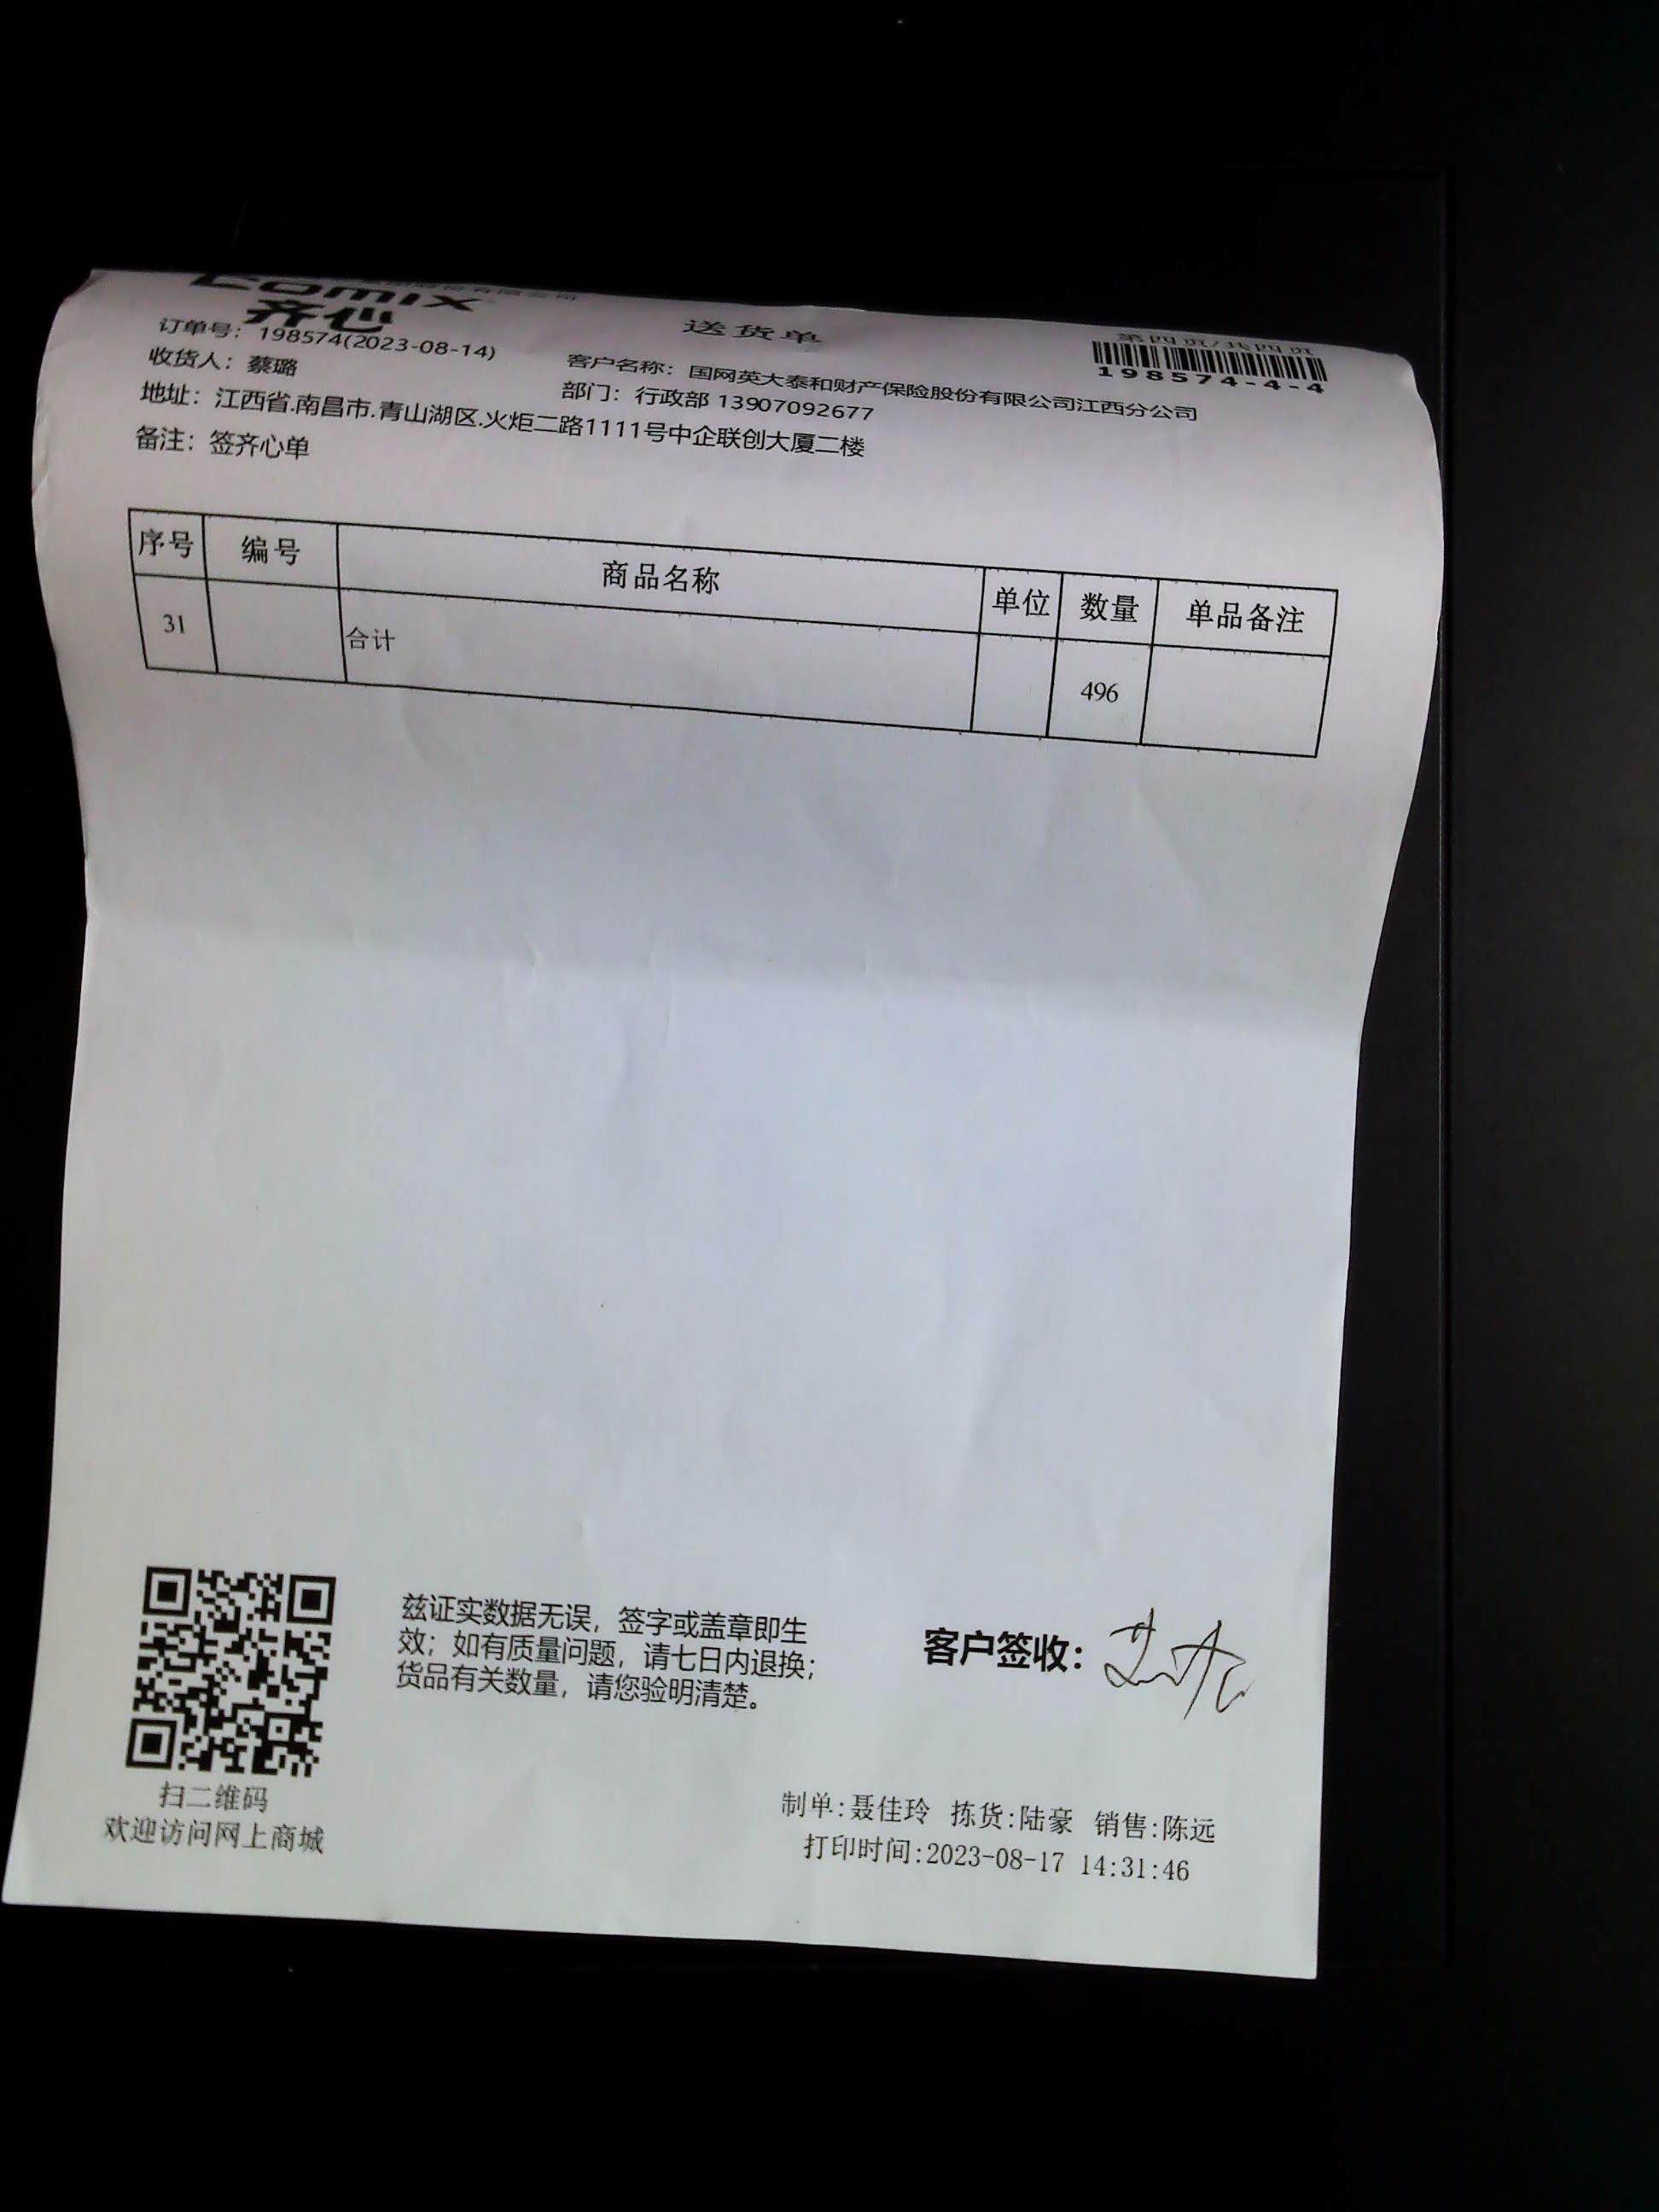 comix
齐心
送货单
第四页/共四页
198574-4-4
订单号：198574(2023-08-14)
收货人：蔡璐
客户名称：国网英大泰和财产保险股份有限公司江西分公司
部门：行政部 13907092677
地址：江西省.南昌市.青山湖区.火炬二路1111号中企联创大厦二楼
备注：签齐心单
序号 编号 商品名称 单位 数量 单品备注
31 合计 496
兹证实数据无误，签字或盖章即生
效；如有质量问题，请七日内退换；
货品有关数量，请您验明清楚。
客户签收：
扫二维码
欢迎访问网上商城
制单:聂佳玲 拣货:陆豪 销售:陈远
打印时间:2023-08-17 14:31:46